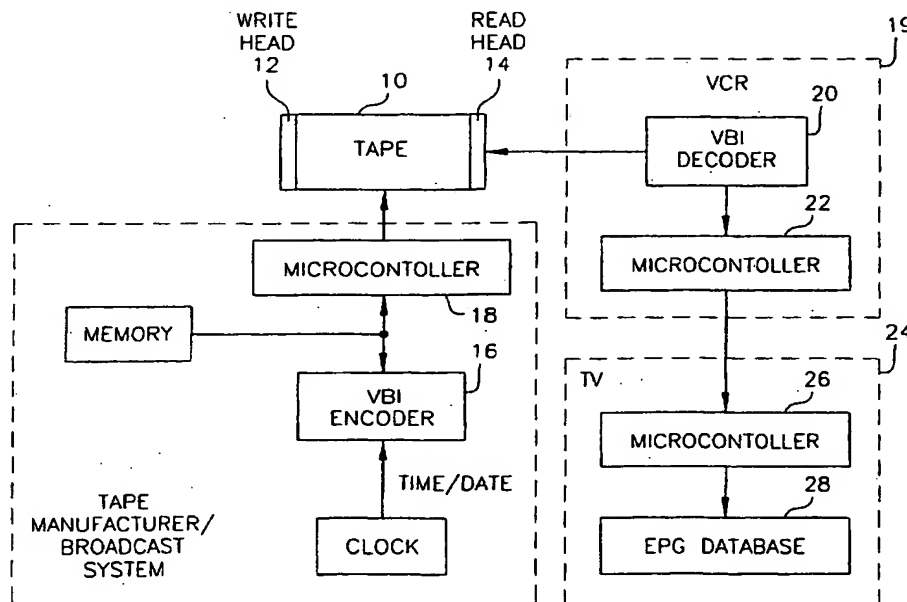 WRITE
HEAD
12
READ
HEAD
14
10
TAPE
19
VCR
20
VBI
DECODER
22
MICROCONTOLLER
MICROCONTOLLER
18
MEMORY
16
VBI
ENCODER
TIME/DATE
CLOCK
TAPE
MANUFACTURER/
BROADCAST
SYSTEM
24
TV
26
MICROCONTOLLER
28
EPG DATABASE